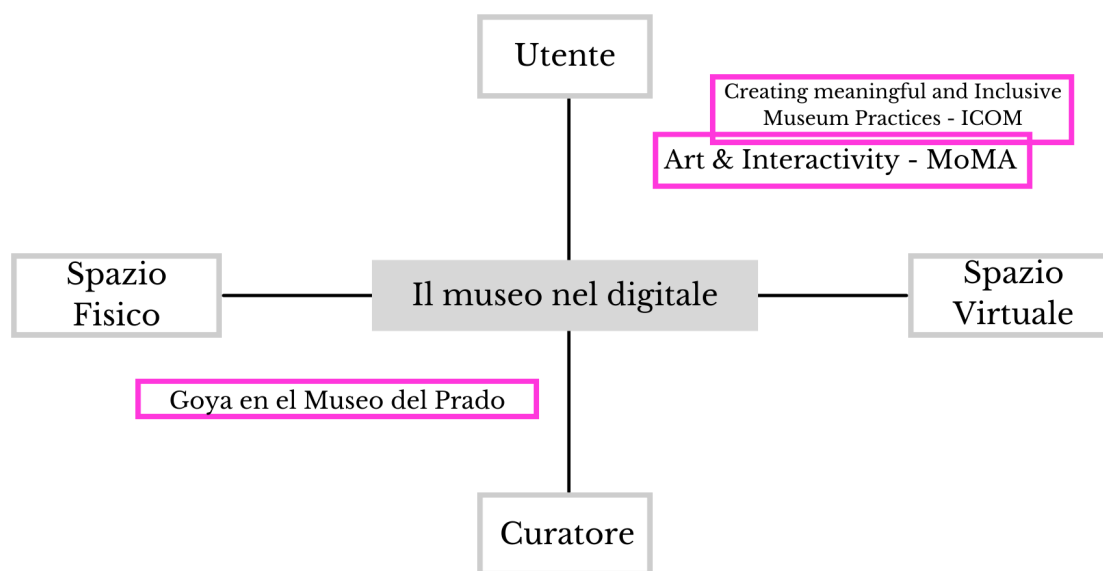 Utente
Creating meaningful and Inclusive
Museum Practices - ICOM
Art & Interactivity - MoMA
Spazio
Fisico
Il museo nel digitale
Spazio
Virtuale
Goya en el Museo del Prado
Curatore